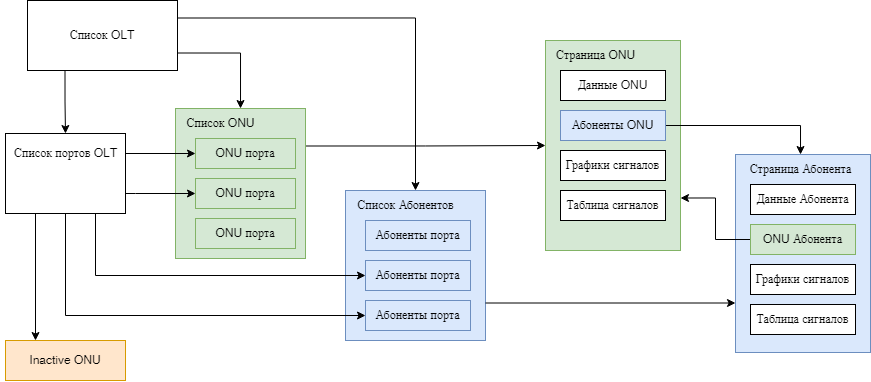 Список OLT
Список портов OLT
Inactive ONU
Список ONU
ONU порта
ONU порта
ONU порта
Список Абонентов
Абоненты порта
Абоненты порта
Абоненты порта
Страница ONU
Данные ONU
Абоненты ONU
Графики сигналов
Таблица сигналов
Страница Абонента
Данные Абонента
ONU Абонента
Графики сигналов
Таблица сигналов